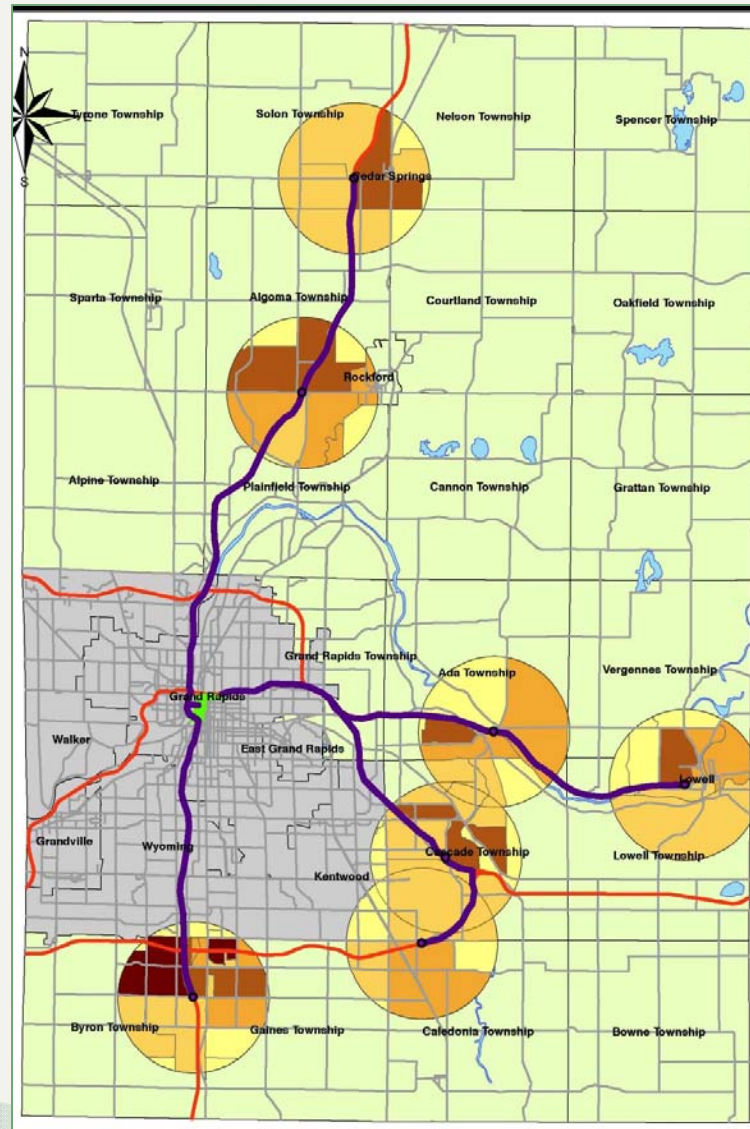 N
Tyrone Township
Solon Township
Nelson Township
Spencer Township
E
S
Cedar Springs
Sparta Township
Algoma Township
Courtland Township
Oakfield Township
Rockford
Alpine Township
Plainfield Township
Cannon Township
Grattan Township
Grand Rapids Township
Ada Township
Vergennes Township
Grand Rapids
Walker
East Grand Rapids
Lowell
Grandville
Wyoming
Cascade Township
Lowell Township
Kentwood
Byron Township
Gaines Township
Caledonia Township
Bowne Township